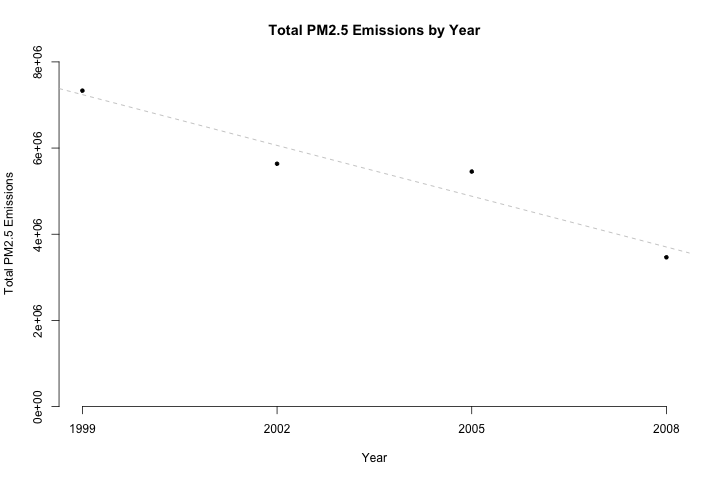 Total PM2.5 Emissions by Year
Total PM2.5 Emissions
8e+06
6e+06
4e+06
2e+06
0e+00
1999 2002 2005 2008
Year